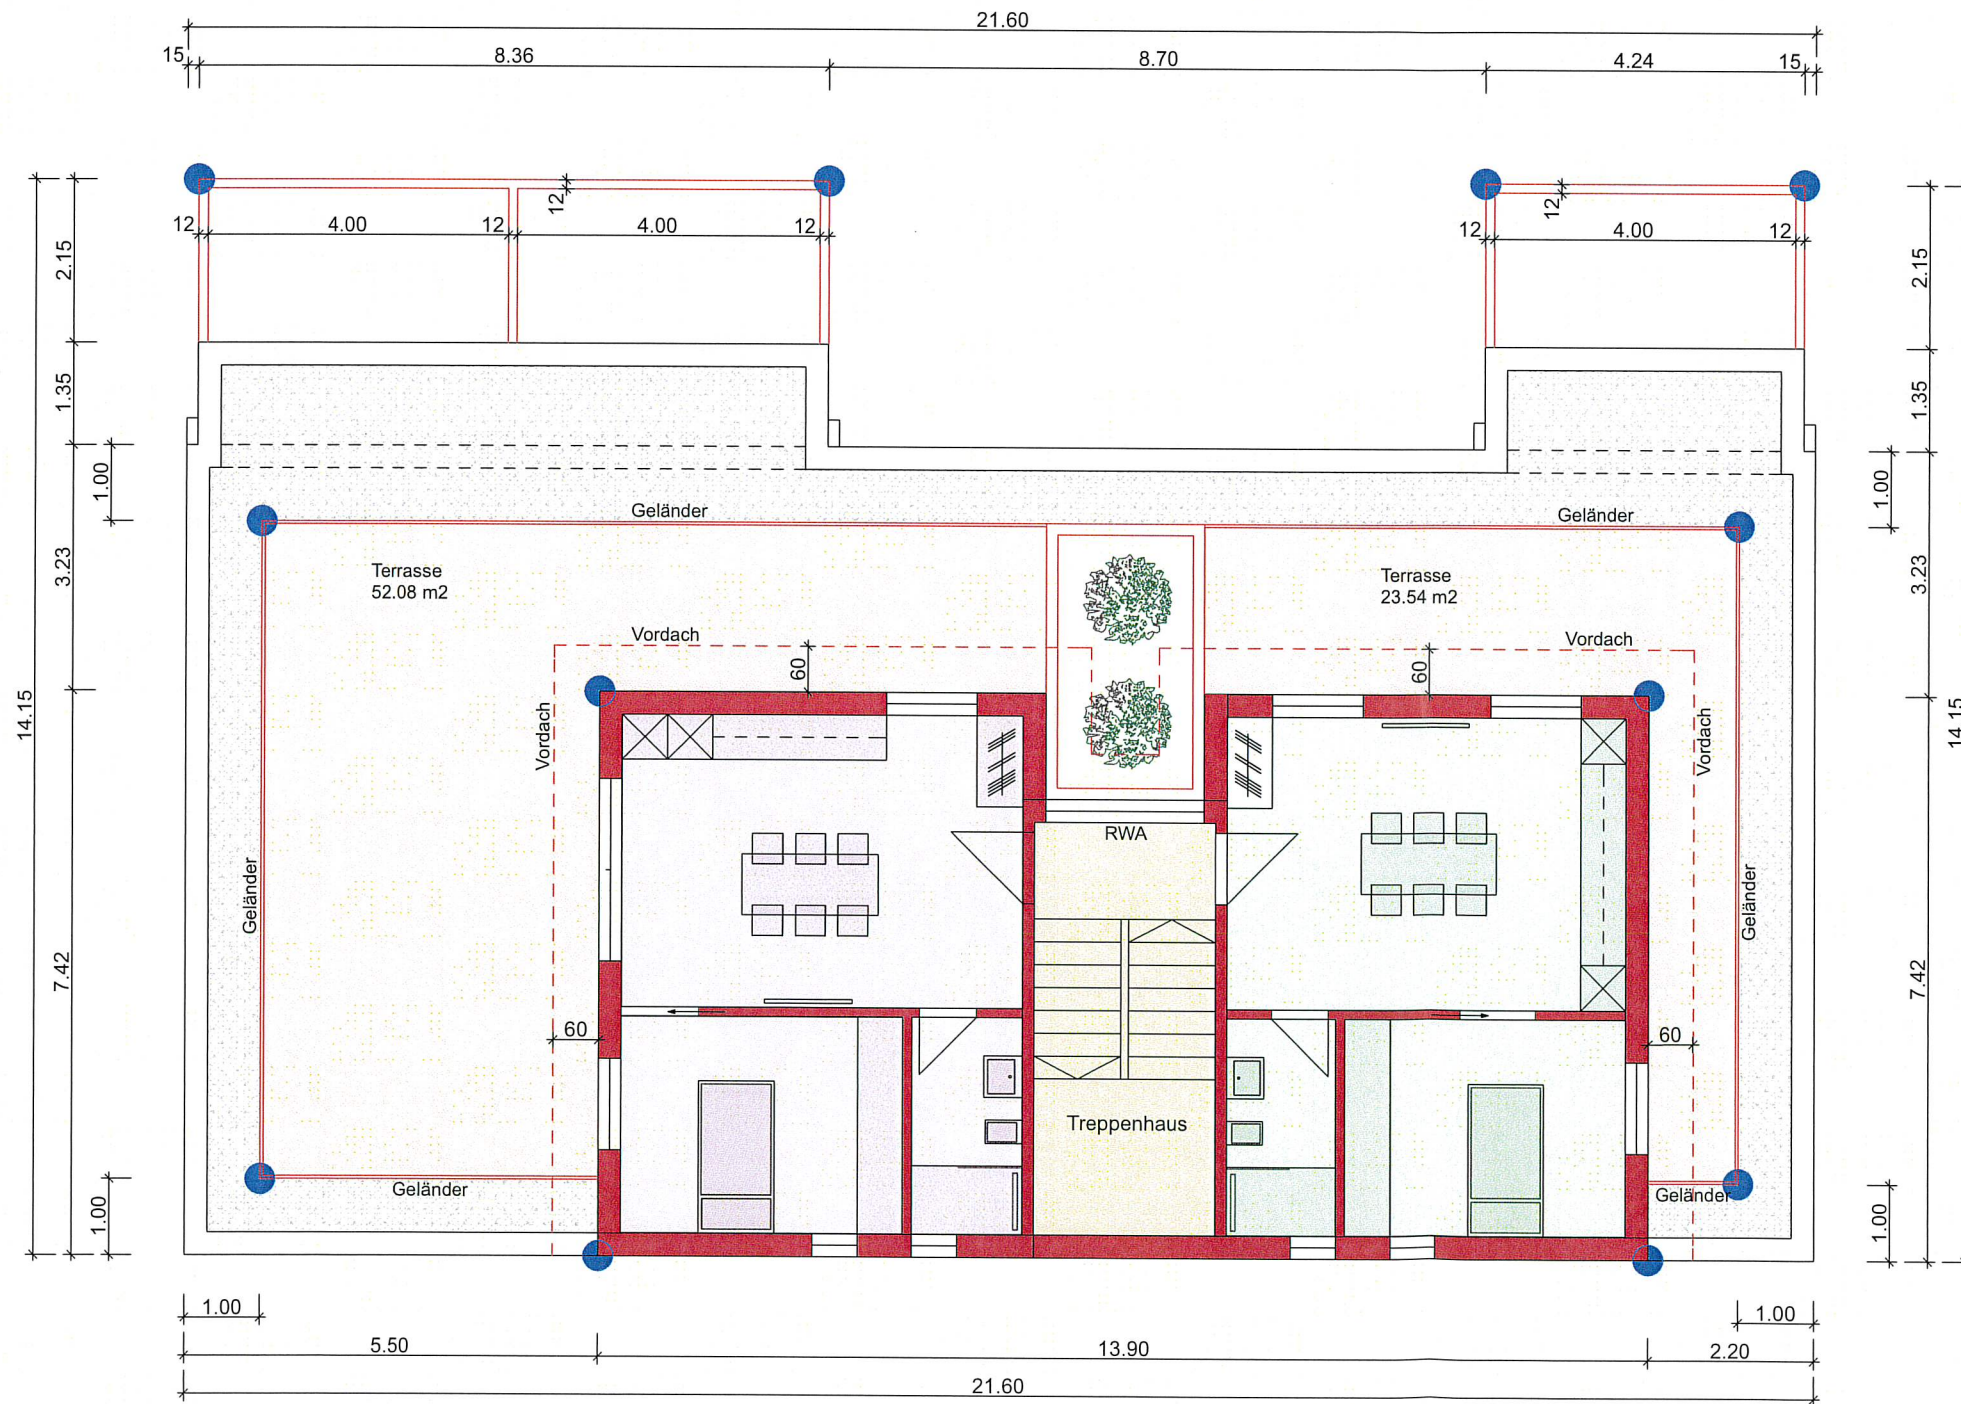 21.60
15
8.36
8.70
4.24
15
12
4.00
12
12
4.00
12
12
12
4.00
12
2.15
1.35
1.00
3.23
14.15
7.42
1.00
2.15
1.35
1.00
3.23
14.15
7.42
1.00
Geländer
Geländer
Terrasse
52.08 m2
Terrasse
23.54 m2
Vordach
60
60
Vordach
Vordach
Vordach
RWA
Geländer
Geländer
60
60
Treppenhaus
Geländer
Geländer
1.00
1.00
5.50
13.90
2.20
21.60